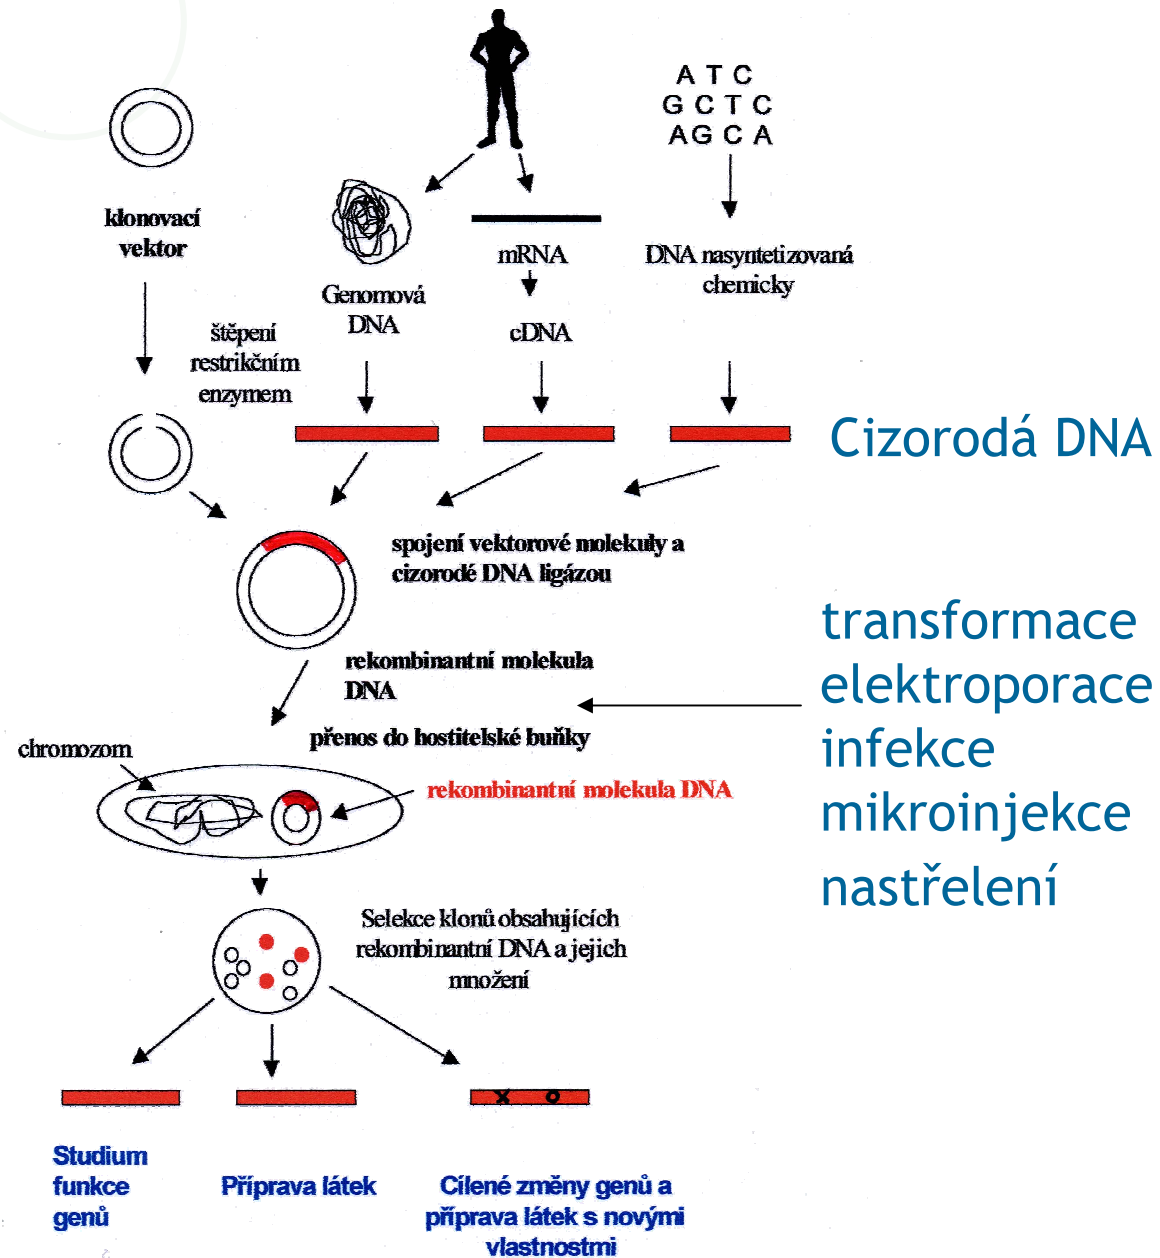 A T C
G C T C
AG C A
klonovací
vektor
mRNA
DNA nasyntetizovaná
chemicky
Genomová
DNA
cDNA
štěpení
restrikčním
enzymem
Cizorodá DNA
spojení vektorové molekuly a
cizorodé DNA ligázou
transformace
elektroporace
infekce
mikroinjekce
nastřelení
rekombinantní molekula
DNA
přenos do hostitelské buňky
chromozom
rekombinantní molekula DNA
Selekce klonů obsahujících
rekombinantní DNA a jejich
množení
x o
Studium
funkce
genů
Příprava látek
Cílené změny genů a
příprava látek s novými
vlastnostmi